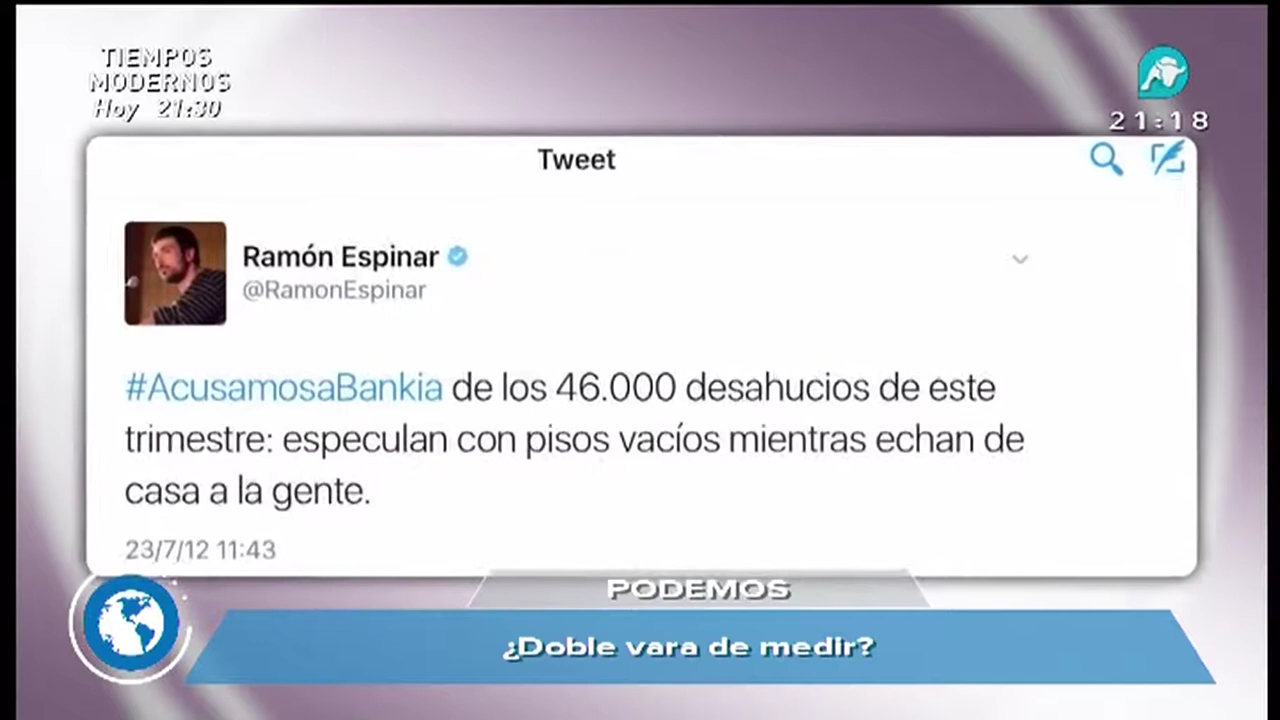 TIEMPOS
MODERNOS
Hoy 21:30
21:18
Tweet
Ramón Espinar
@RamonEspinar
#AcusamosaBankia de los 46.000 desahucios de este
trimestre: especulan con pisos vacíos mientras echan de
casa a la gente.
23/7/12 11:43
PODEMOS
¿Doble vara de medir?